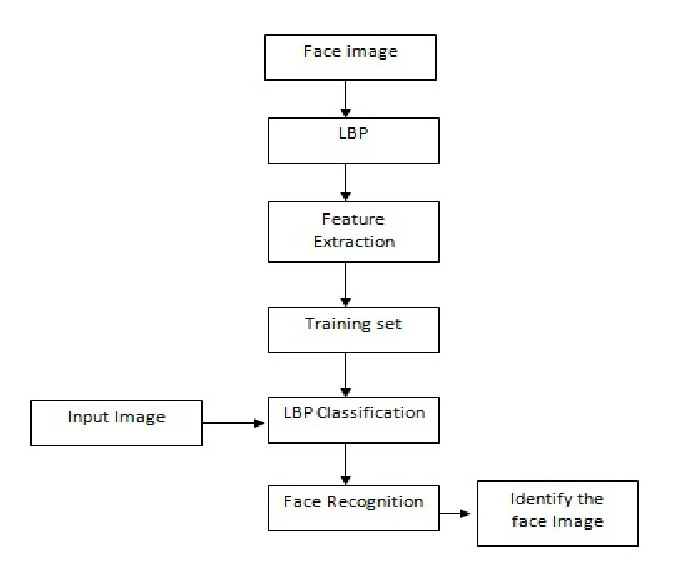 Face image
LBP
Feature
Extraction
Training set
Input Image
LBP Classification
Face Recognition
Identify the
face Image